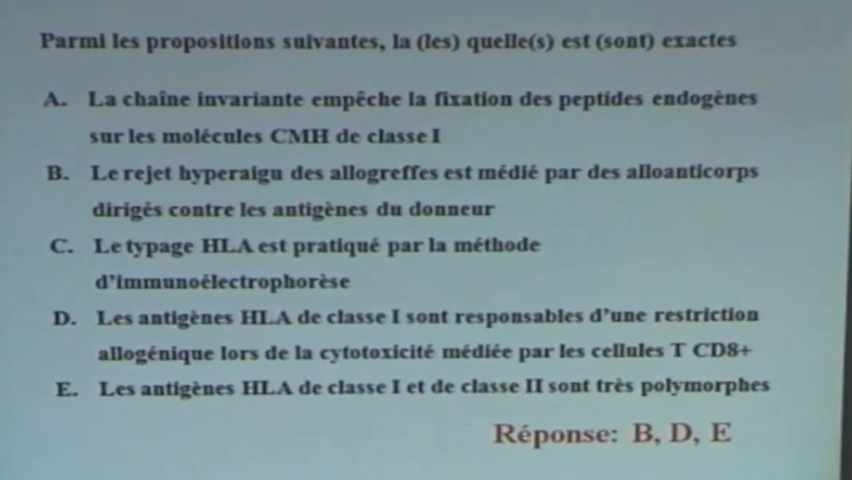 Parmi les propositions suivantes, la (les) quelle(s) est (sont) exactes
A. La chaîne invariante empêche la fixation des peptides endogènes
sur les molécules CMH de classe I
B. Le rejet hyperaigu des allogreffes est médié par des alloanticorps
dirigés contre les antigènes du donneur
C. Le typage HLA est pratiqué par la méthode
d'immunoélectrophorèse
D. Les antigènes HLA de classe I sont responsables d'une restriction
allogénique lors de la cytotoxicité médiée par les cellules T CD8+
E. Les antigènes HLA de classe I et de classe II sont très polymorphes
Réponse: B, D, E